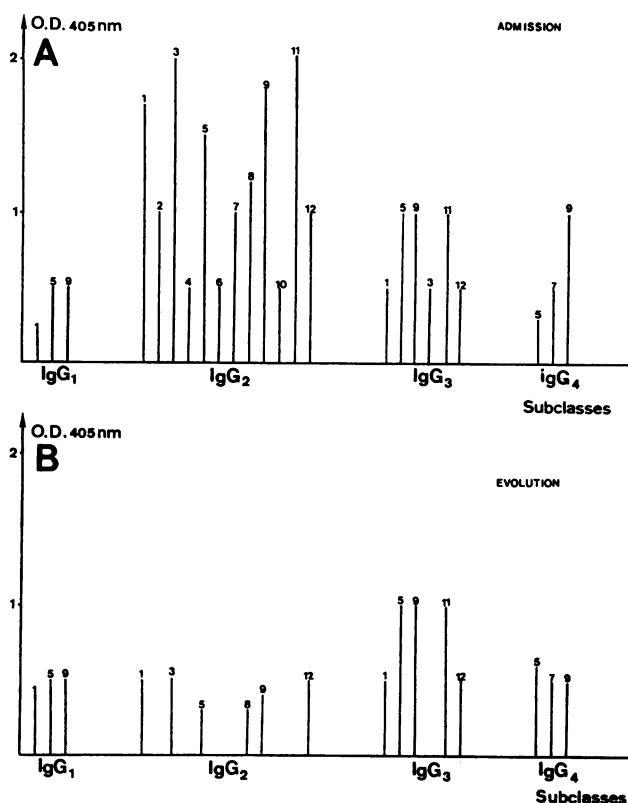 O.D. 405nm
A
ADMISSION
2
1
1 5 9
1 2 3 4 5 6 7 8 9 10 11 12
1 5 9 3 11 12
5 7 9
IgG1 IgG2 IgG3 igG4
Subclasses
O.D. 405nm
B
EVOLUTION
2
1
1 5 9
1 3 5 8 9 12
1 5 9 11 12
5 7 9
IgG1 IgG2 IgG3 IgG4
Subclasses